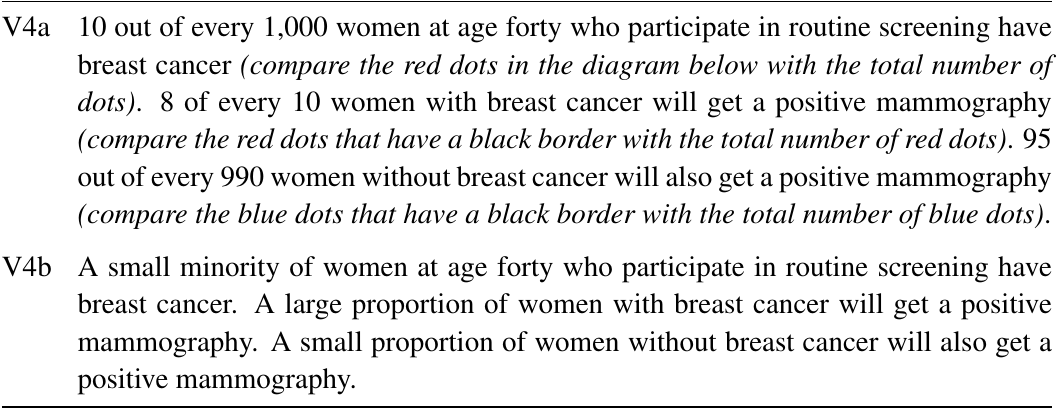 V4a 10 out of every 1,000 women at age forty who participate in routine screening have
breast cancer (compare the red dots in the diagram below with the total number of
dots). 8 of every 10 women with breast cancer will get a positive mammography
(compare the red dots that have a black border with the total number of red dots). 95
out of every 990 women without breast cancer will also get a positive mammography
(compare the blue dots that have a black border with the total number of blue dots).
V4b A small minority of women at age forty who participate in routine screening have
breast cancer. A large proportion of women with breast cancer will get a positive
mammography. A small proportion of women without breast cancer will also get a
positive mammography.